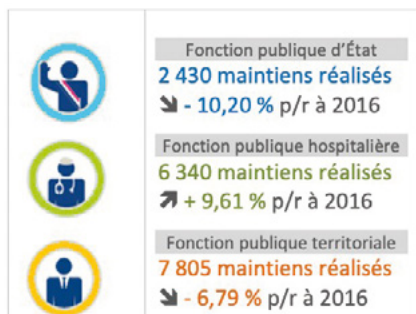 Fonction publique d'État
2 430 maintiens réalisés
↘ - 10,20 % p/r à 2016
Fonction publique hospitalière
6 340 maintiens réalisés
↗ + 9,61 % p/r à 2016
Fonction publique territoriale
7 805 maintiens réalisés
↘ - 6,79 % p/r à 2016